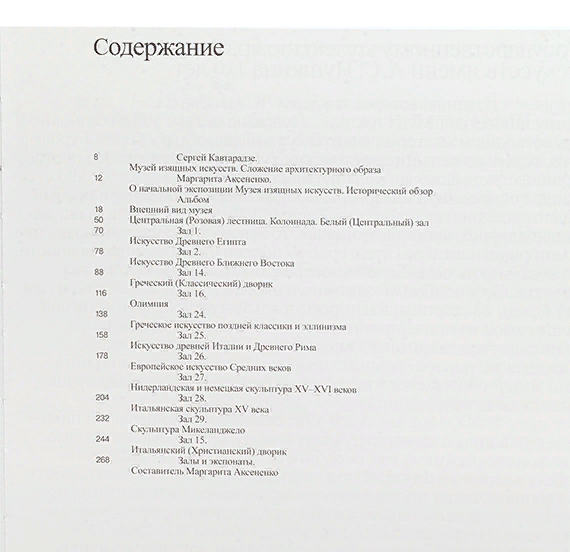 Содержание
8 Сергей Кавтарадзе.
Музей изящных искусств. Сложение архитектурного образа
12 Маргарита Аксененко.
О начальной экспозиции Музея изящных искусств. Исторический обзор
Альбом
18 Внешний вид музея
50 Центральная (Розовая) лестница. Колоннада. Белый (Центральный) зал
70 Зал 1.
Искусство Древнего Египта
78 Зал 2.
Искусство Древнего Ближнего Востока
88 Зал 14.
Греческий (Классический) дворик
116 Зал 16.
Олимпия
138 Зал 24.
Греческое искусство поздней классики и эллинизма
158 Зал 25.
Искусство древней Италии и Древнего Рима
178 Зал 26.
Европейское искусство Средних веков
Зал 27.
Нидерландская и немецкая скульптура XV–XVI веков
204 Зал 28.
Итальянская скульптура XV века
232 Зал 29.
Скульптура Микеланджело
244 Зал 15.
Итальянский (Христианский) дворик
268 Залы и экспонаты.
Составитель Маргарита Аксененко